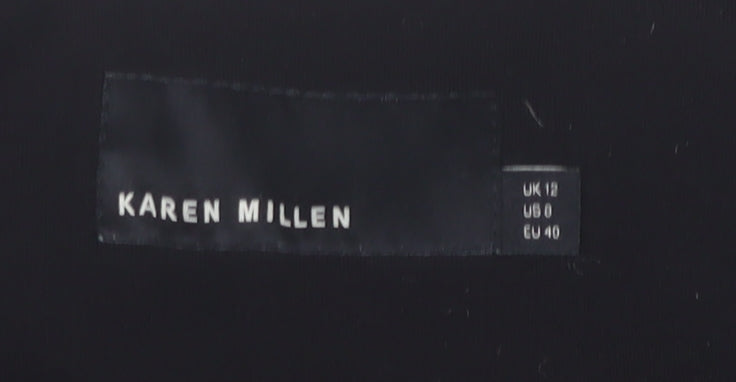 KAREN MILLEN
UK 12
US 8
EU 40